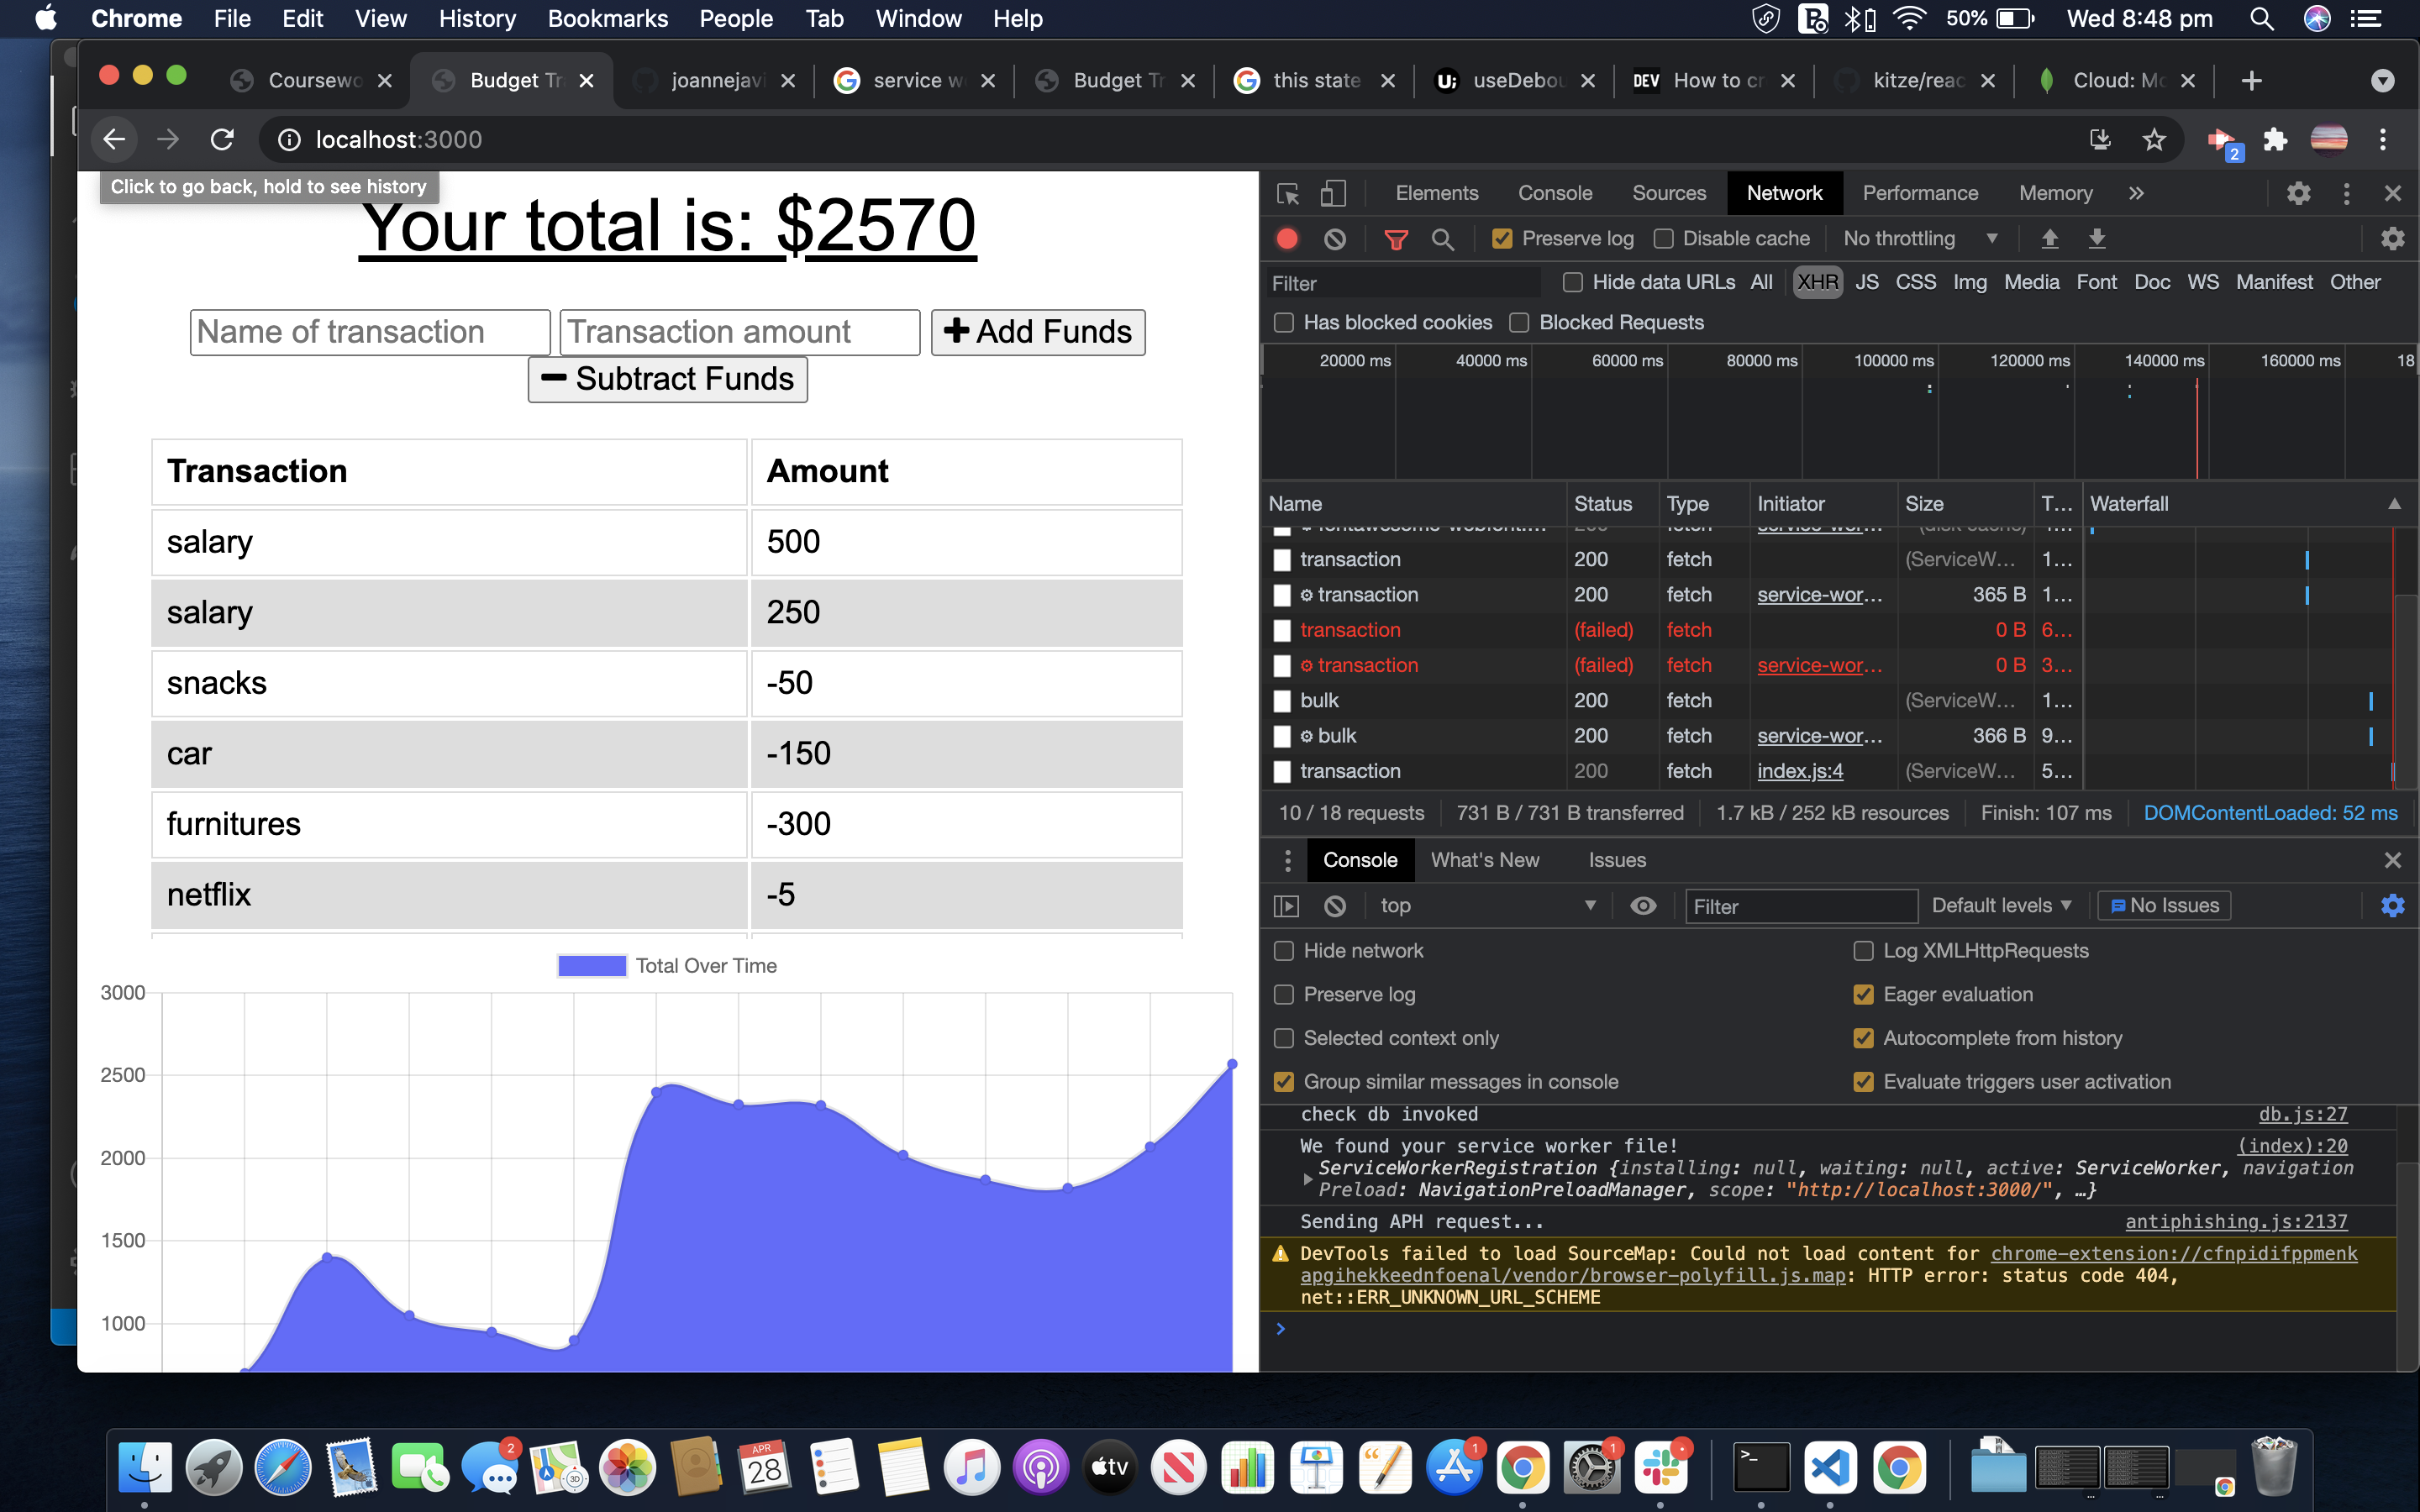 Chrome File Edit View History Bookmarks People Tab Window Help 50% Wed 8:48 pm
Coursewo Budget Tr joannejavi service w Budget Tr this state useDebou DEV How to cr kitze/reac Cloud: Mo
localhost:3000
2
Click to go back, hold to see history
Your total is: $2570
Name of transaction Transaction amount Add Funds
Subtract Funds
Transaction Amount
salary 500
salary 250
snacks -50
car -150
furnitures -300
netflix -5
Total Over Time
3000
2500
2000
1500
1000
Elements Console Sources Network Performance Memory
Preserve log Disable cache No throttling
Filter Hide data URLs All XHR JS CSS Img Media Font Doc WS Manifest Other
Has blocked cookies Blocked Requests
20000 ms 40000 ms 60000 ms 80000 ms 100000 ms 120000 ms 140000 ms 160000 ms 18
Name Status Type Initiator Size T... Waterfall
transaction 200 fetch (ServiceW... 1...
transaction 200 fetch service-wor... 365 B 1...
transaction (failed) fetch 0 B 6...
transaction (failed) fetch service-wor... 0 B 3...
bulk 200 fetch (ServiceW... 1...
bulk 200 fetch service-wor... 366 B 9...
transaction 200 fetch index.js:4 (ServiceW... 5...
10 / 18 requests 731 B / 731 B transferred 1.7 kB / 252 kB resources Finish: 107 ms DOMContentLoaded: 52 ms
Console What's New Issues
top Filter Default levels No Issues
Hide network Log XMLHttpRequests
Preserve log Eager evaluation
Selected context only Autocomplete from history
Group similar messages in console Evaluate triggers user activation
check db invoked db.js:27
We found your service worker file! (index):20
ServiceWorkerRegistration {installing: null, waiting: null, active: ServiceWorker, navigation
Preload: NavigationPreloadManager, scope: "http://localhost:3000/", …}
Sending APH request... antiphishing.js:2137
DevTools failed to load SourceMap: Could not load content for chrome-extension://cfnpidifppmenk
apgihekkeednfoenal/vendor/browser-polyfill.js.map: HTTP error: status code 404,
net::ERR_UNKNOWN_URL_SCHEME
2 APR 28 3D tv 1 1